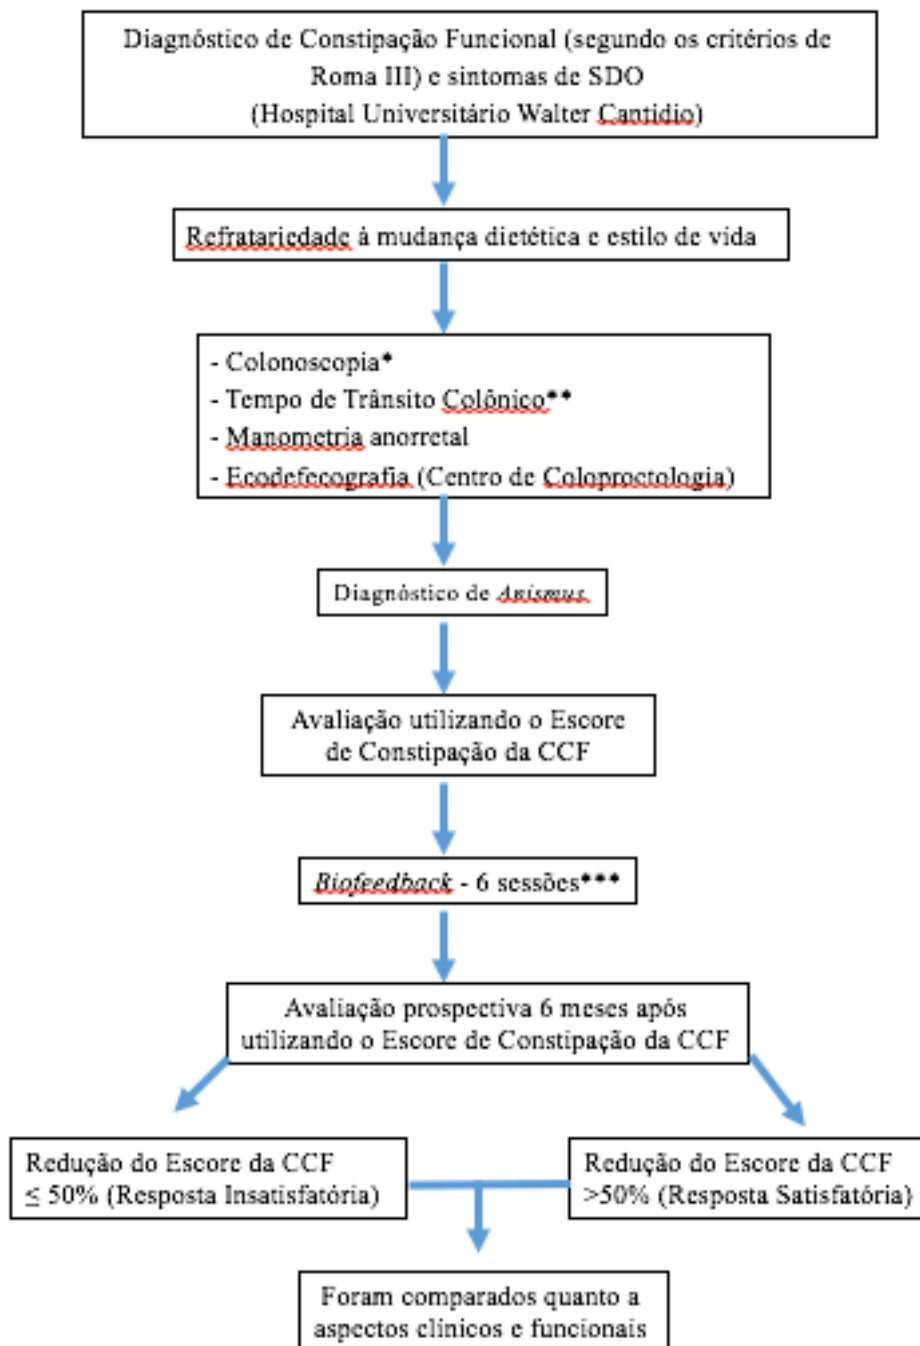 Diagnóstico de Constipação Funcional (segundo os critérios de
Roma III) e sintomas de SDO
(Hospital Universitário Walter Cantidio)
Refratariedade à mudança dietética e estilo de vida
- Colonoscopia*
- Tempo de Trânsito Colônico**
- Manometria anorretal
- Ecodefecografia (Centro de Coloproctologia)
Diagnóstico de Anismus
Avaliação utilizando o Escore
de Constipação da CCF
Biofeedback - 6 sessões***
Avaliação prospectiva 6 meses após
utilizando o Escore de Constipação da CCF
Redução do Escore da CCF
≤ 50% (Resposta Insatisfatória)
Redução do Escore da CCF
>50% (Resposta Satisfatória)
Foram comparados quanto a
aspectos clínicos e funcionais